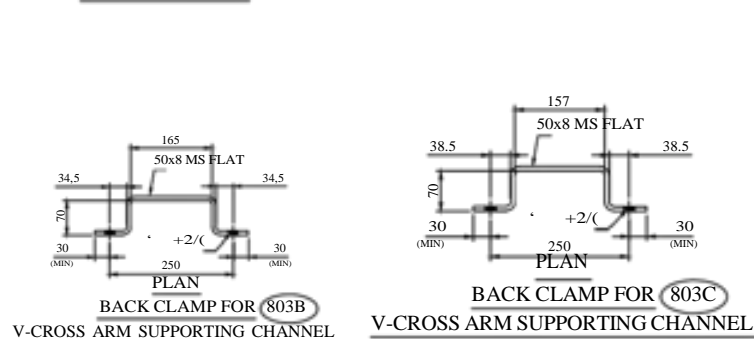 165
50x8 MS FLAT
34,5 34,5
70
+2/(
30 30
(MIN) (MIN)
250
PLAN
BACK CLAMP FOR 803B
V-CROSS ARM SUPPORTING CHANNEL
157
50x8 MS FLAT
38.5 38.5
70
+2/(
30 30
(MIN) (MIN)
250
PLAN
BACK CLAMP FOR 803C
V-CROSS ARM SUPPORTING CHANNEL